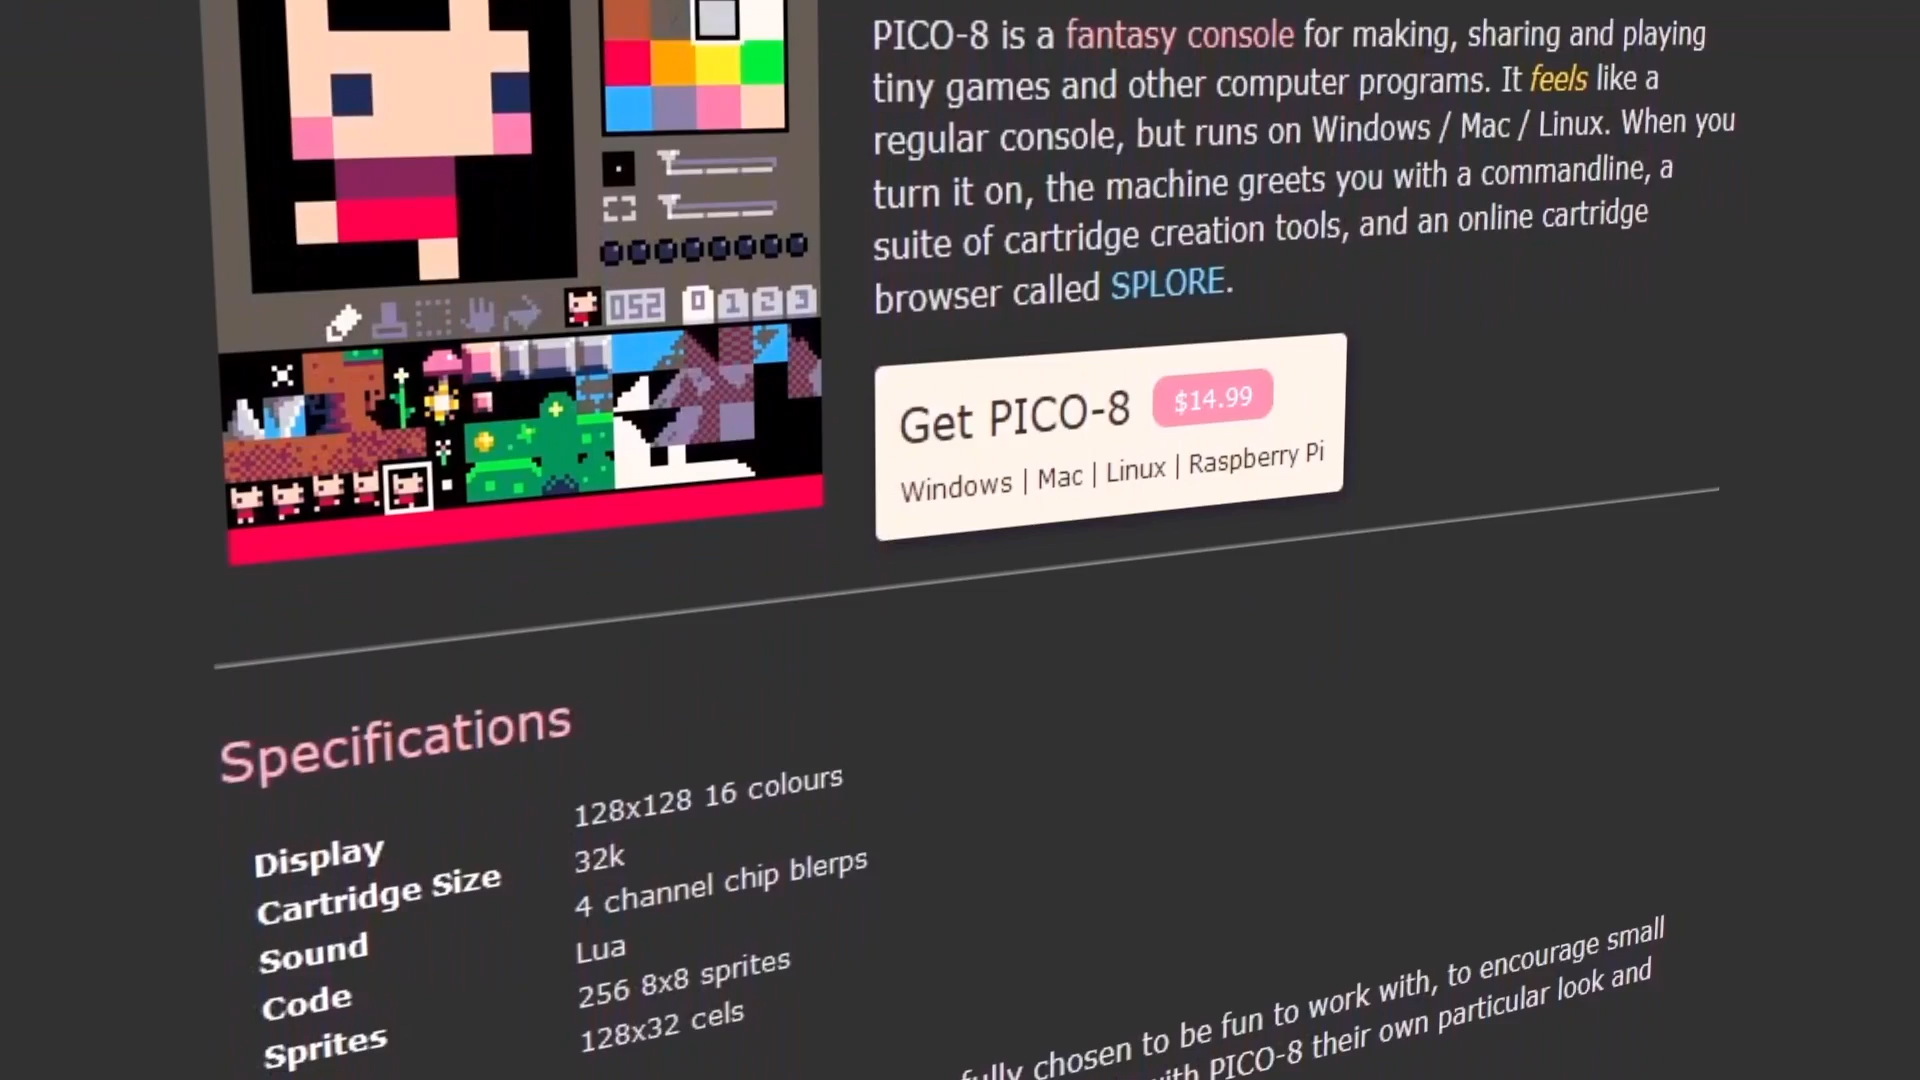 PICO-8 is a fantasy console for making, sharing and playing
tiny games and other computer programs. It feels like a
regular console, but runs on Windows / Mac / Linux. When you
turn it on, the machine greets you with a commandline, a
suite of cartridge creation tools, and an online cartridge
browser called SPLORE.
052 0 1 2 3
Get PICO-8 $14.99
Windows | Mac | Linux | Raspberry Pi
Specifications
Display 128x128 16 colours
Cartridge Size 32k
Sound 4 channel chip blerps
Code Lua
Sprites 256 8x8 sprites
128x32 cels
chosen to be fun to work with, to encourage small
PICO-8 their own particular look and